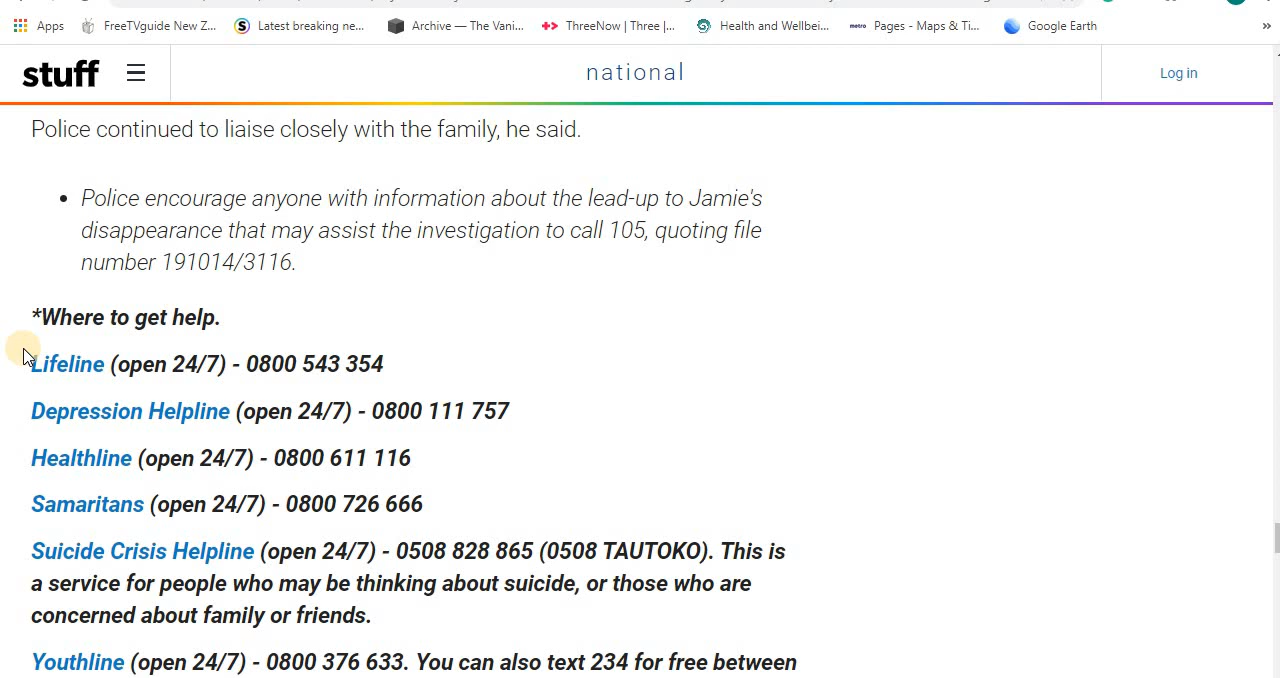 Apps FreeTVguide New Z... Latest breaking ne... Archive — The Vani... ThreeNow | Three |... Health and Wellbei... metro Pages - Maps & Ti... Google Earth »
stuff national Log in
Police continued to liaise closely with the family, he said.
• Police encourage anyone with information about the lead-up to Jamie's
disappearance that may assist the investigation to call 105, quoting file
number 191014/3116.
*Where to get help.
Lifeline (open 24/7) - 0800 543 354
Depression Helpline (open 24/7) - 0800 111 757
Healthline (open 24/7) - 0800 611 116
Samaritans (open 24/7) - 0800 726 666
Suicide Crisis Helpline (open 24/7) - 0508 828 865 (0508 TAUTOKO). This is
a service for people who may be thinking about suicide, or those who are
concerned about family or friends.
Youthline (open 24/7) - 0800 376 633. You can also text 234 for free between